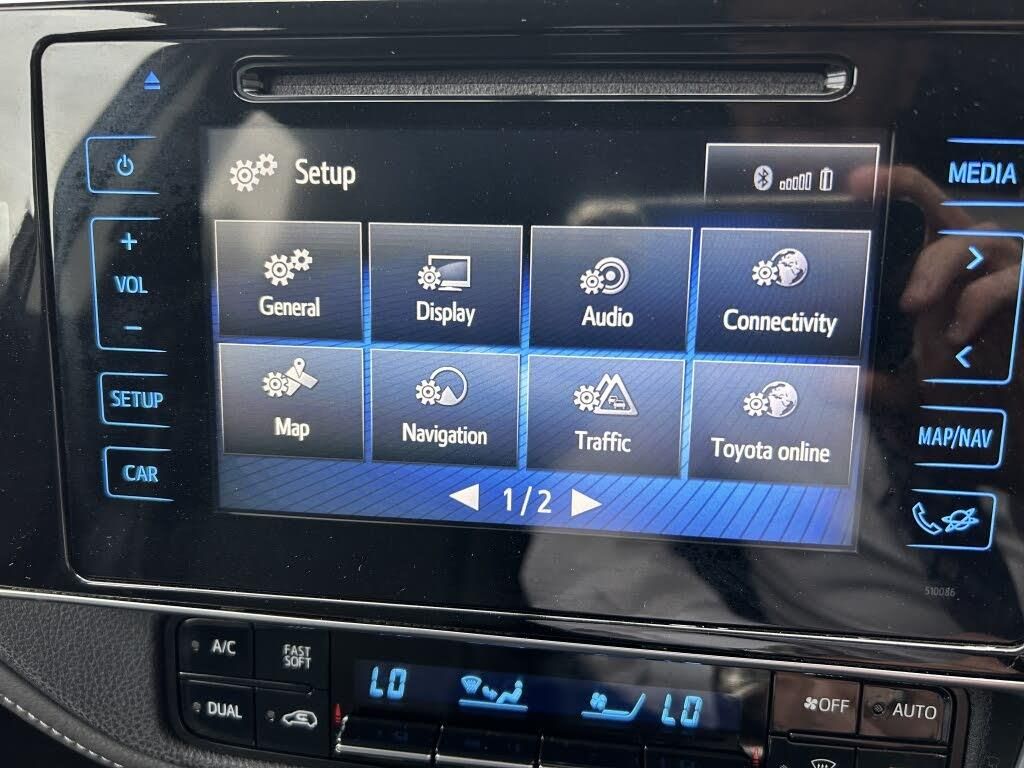 Setup
MEDIA
VOL
General
Display
Audio
Connectivity
SETUP
Map
Navigation
Traffic
Toyota online
MAP/NAV
CAR
1/2
510086
A/C
FAST
SOFT
LO
LO
OFF
AUTO
DUAL